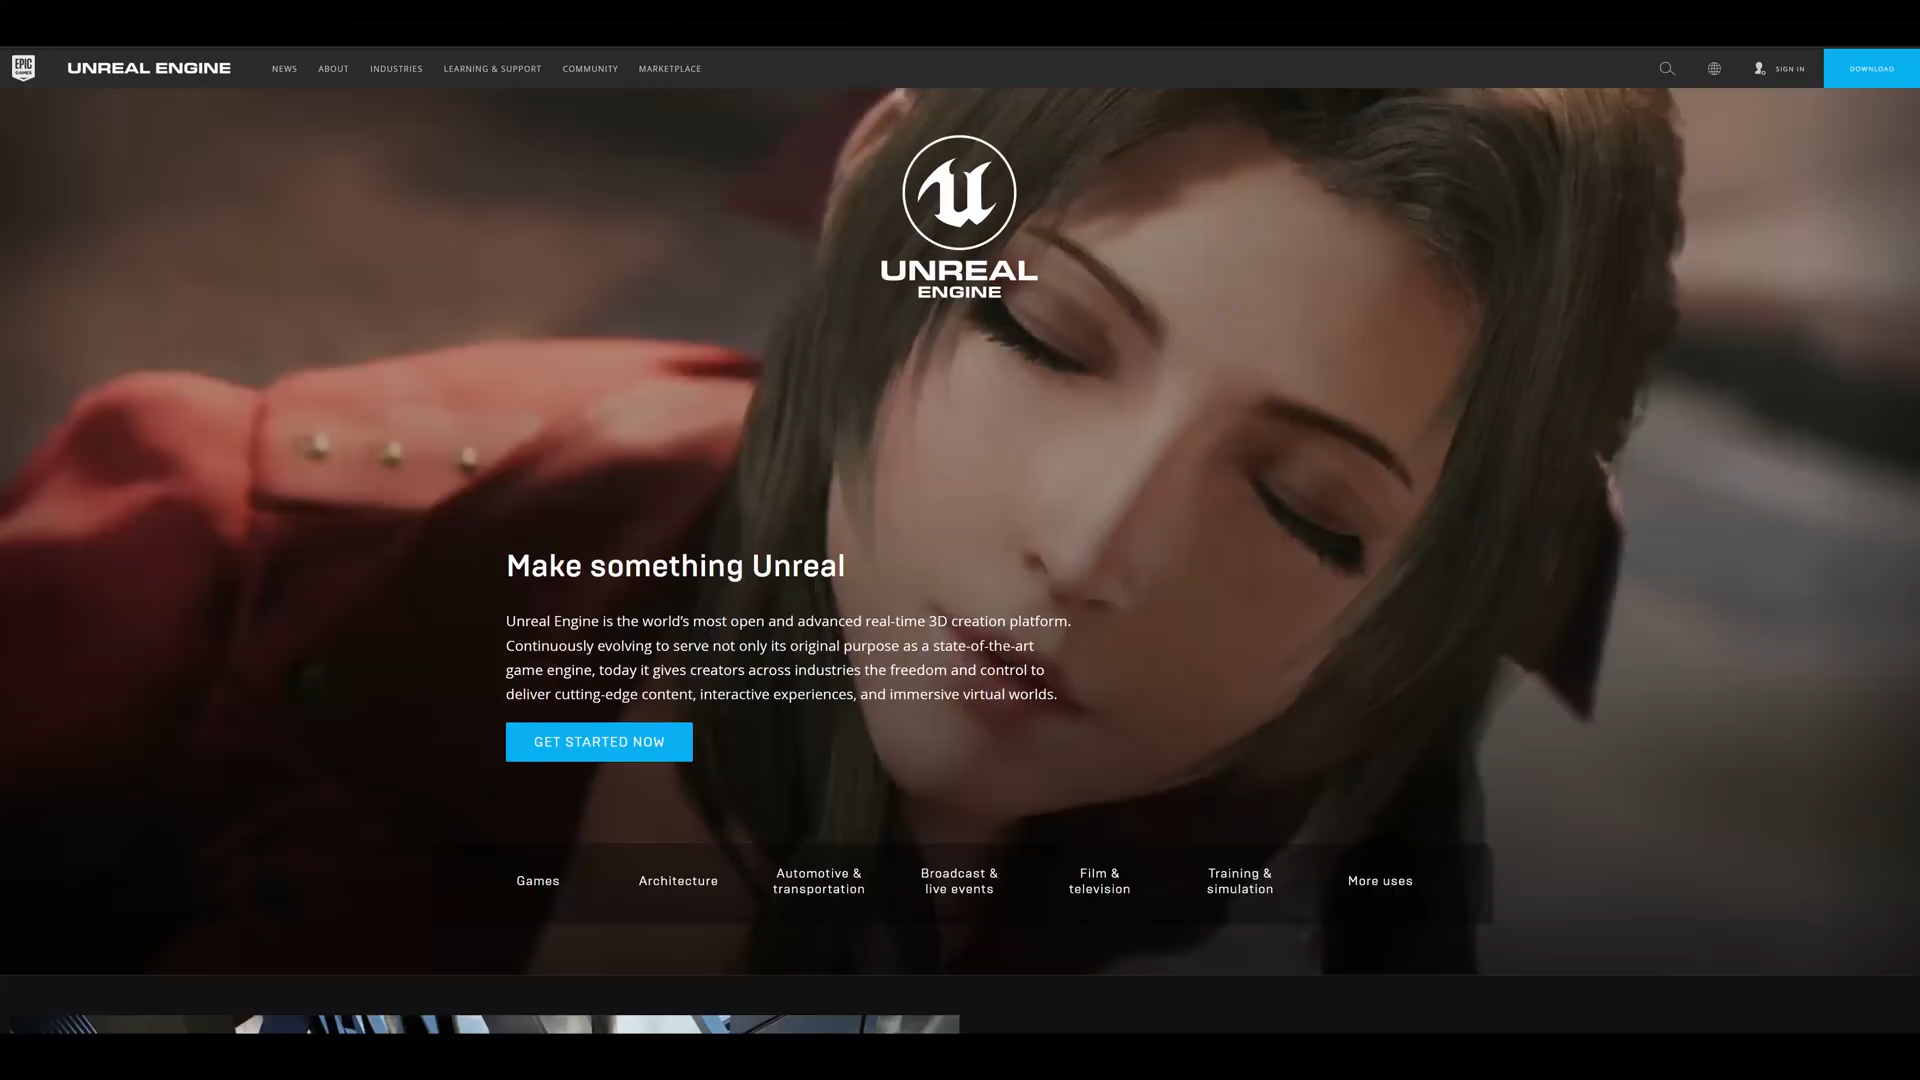 EPIC
GAMES
UNREAL ENGINE
NEWS
ABOUT
INDUSTRIES
LEARNING & SUPPORT
COMMUNITY
MARKETPLACE
SIGN IN
DOWNLOAD
UNREAL
ENGINE
Make something Unreal
Unreal Engine is the world’s most open and advanced real-time 3D creation platform.
Continuously evolving to serve not only its original purpose as a state-of-the-art
game engine, today it gives creators across industries the freedom and control to
deliver cutting-edge content, interactive experiences, and immersive virtual worlds.
GET STARTED NOW
Games
Architecture
Automotive &
transportation
Broadcast &
live events
Film &
television
Training &
simulation
More uses